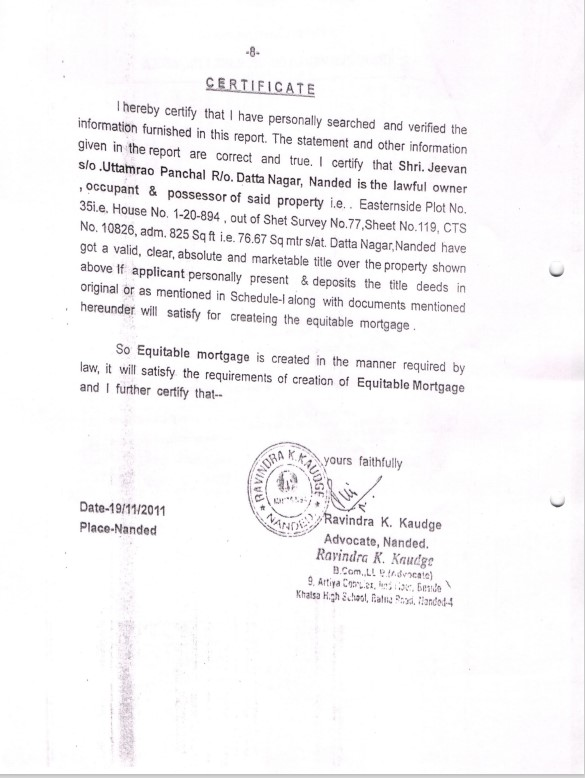 -8-
CERTIFICATE
I hereby certify that I have personally searched and verified the
information furnished in this report. The statement and other information
given in the report are correct and true. I certify that Shri. Jeevan
s/o .Uttamrao Panchal R/o. Datta Nagar, Nanded is the lawful owner
, occupant & possessor of said property i.e. . Easternside Plot No.
35i.e. House No. 1-20-894 , out of Shet Survey No.77,Sheet No.119, CTS
No. 10826, adm. 825 Sq ft i.e. 76.67 Sq mtr s/at. Datta Nagar,Nanded have
got a valid, clear, absolute and marketable title over the property shown
above If applicant personally present & deposits the title deeds in
original or as mentioned in Schedule-I along with documents mentioned
hereunder will satisfy for createing the equitable mortgage .
So Equitable mortgage is created in the manner required by
law, it will satisfy the requirements of creation of Equitable Mortgage
and I further certify that--
yours faithfully
RAVINDRA K. KAUDGE
NANDED
Date-19/11/2011
Place-Nanded
Ravindra K. Kaudge
Advocate, Nanded.
Ravindra K. Kaudge
B.Com.,LL.B.(Advocate)
9, Beside
Khalsa High School, Nanded-4